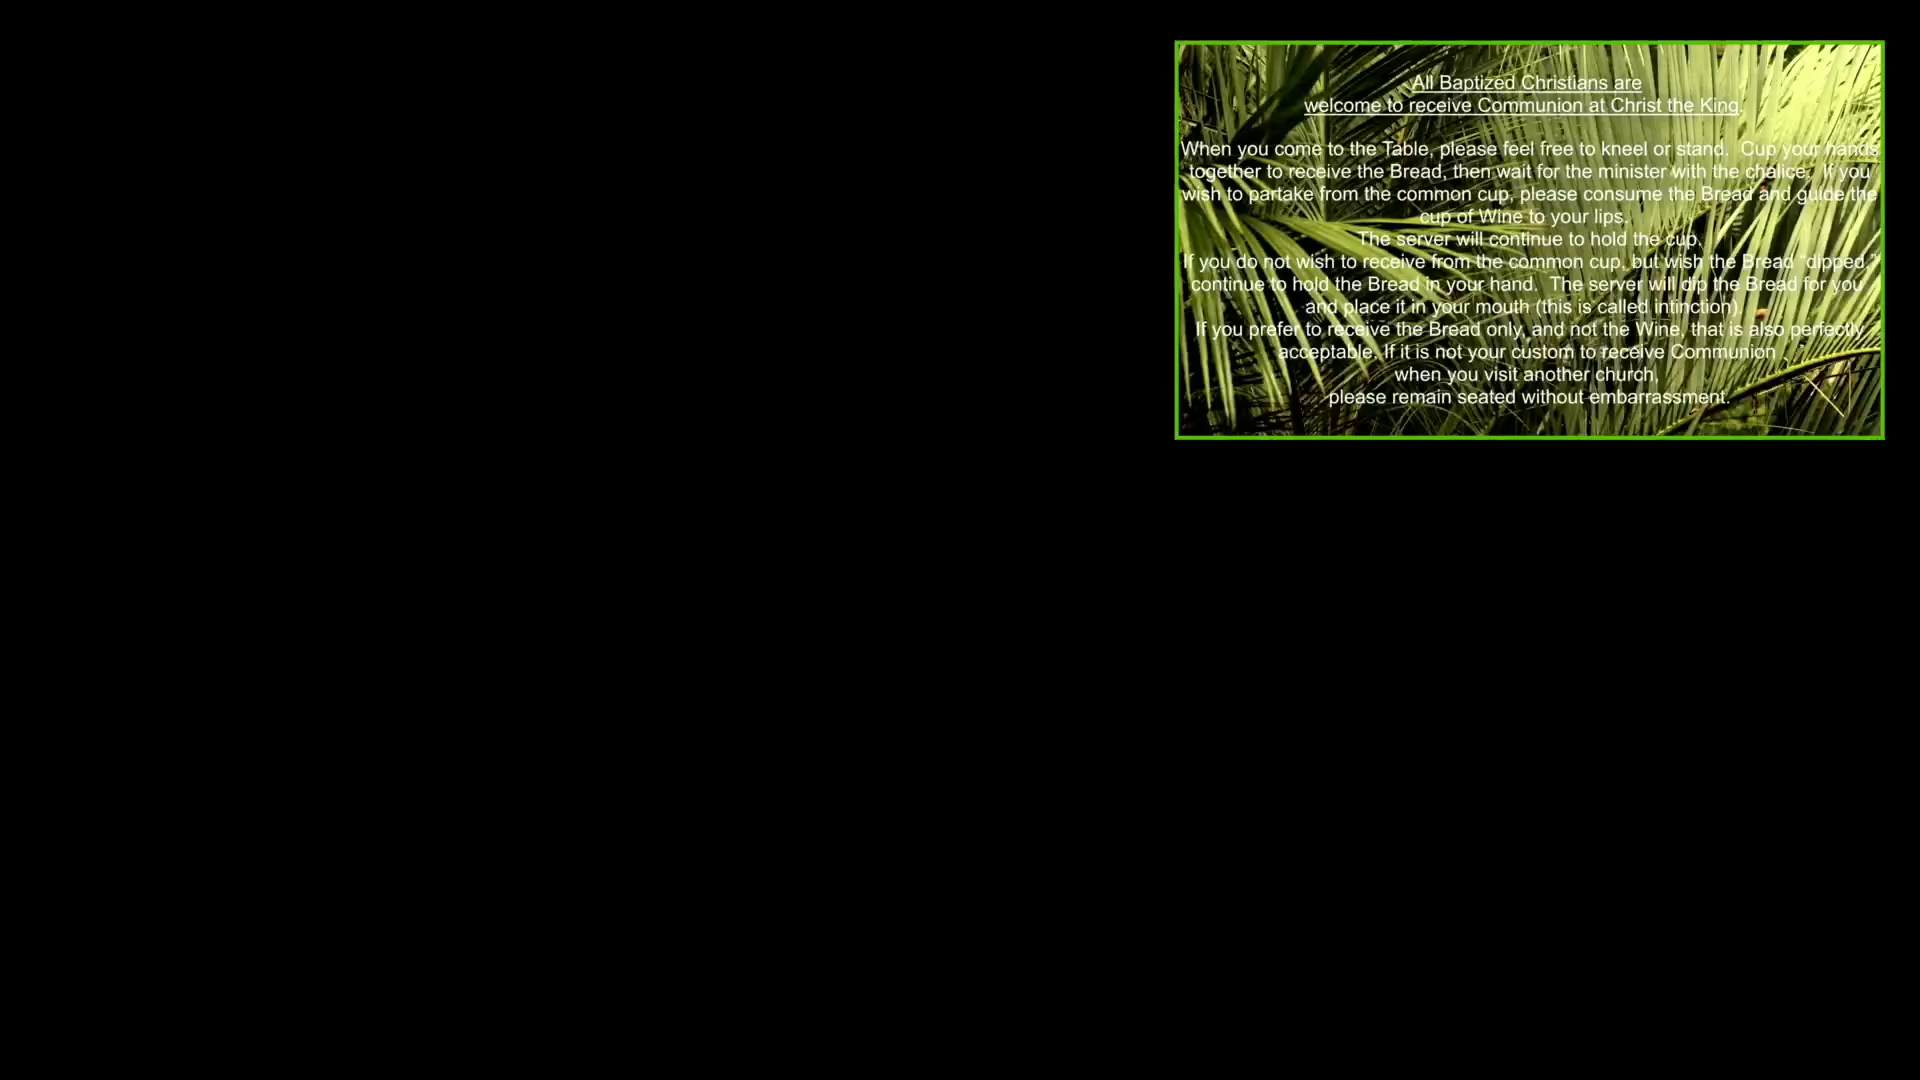 All Baptized Christians are
welcome to receive Communion at Christ the King.
When you come to the Table, please feel free to kneel or stand.  Cup your hands
together to receive the Bread, then wait for the minister with the chalice.  If you
wish to partake from the common cup, please consume the Bread and guide the
cup of Wine to your lips.
The server will continue to hold the cup.
If you do not wish to receive from the common cup, but wish the Bread "dipped,"
continue to hold the Bread in your hand.  The server will dip the Bread for you
and place it in your mouth (this is called intinction).
If you prefer to receive the Bread only, and not the Wine, that is also perfectly
acceptable. If it is not your custom to receive Communion
when you visit another church,
please remain seated without embarrassment.